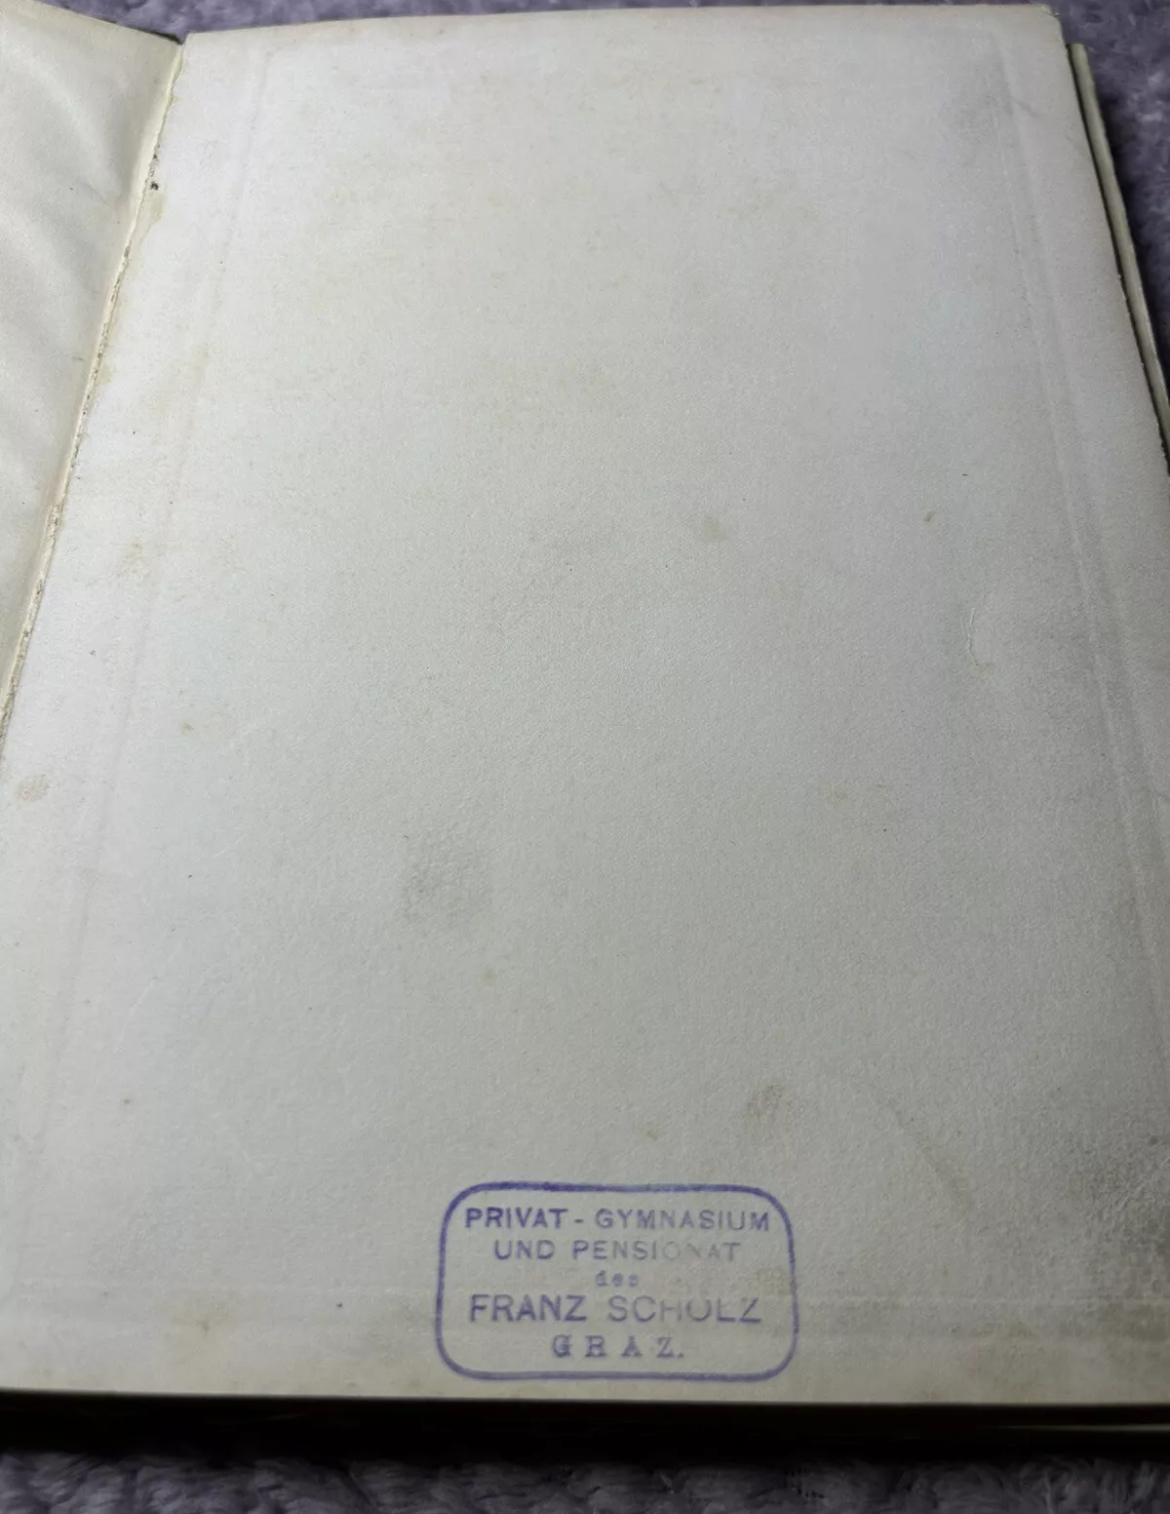 PRIVAT - GYMNASIUM
UND PENSIONAT
des
FRANZ SCHOLZ
GRAZ.